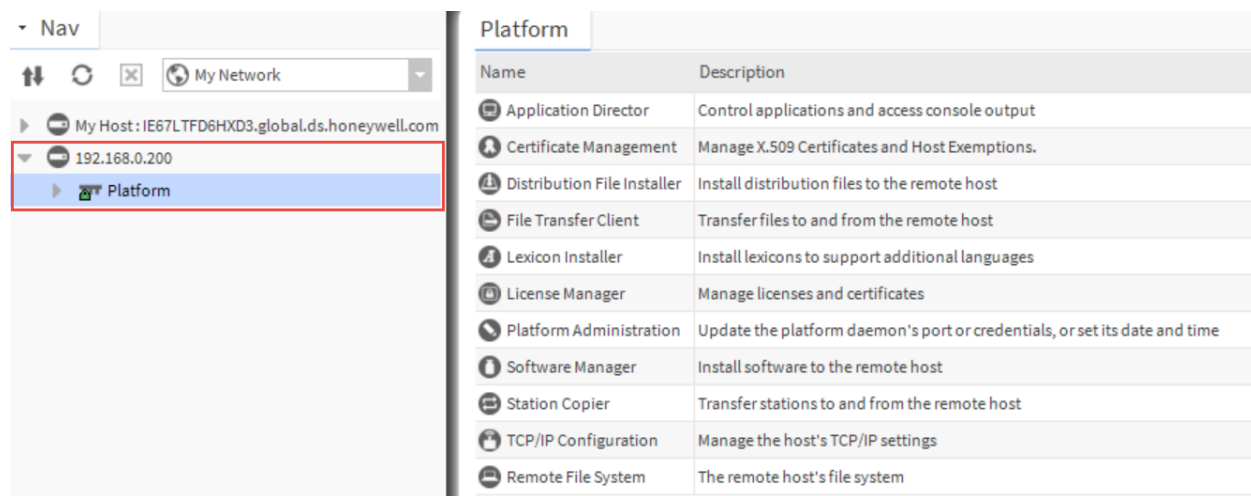 Nav
My Network
My Host : IE67LTFD6HXD3.global.ds.honeywell.com
192.168.0.200
Platform
Platform
Name Description
Application Director Control applications and access console output
Certificate Management Manage X.509 Certificates and Host Exemptions.
Distribution File Installer Install distribution files to the remote host
File Transfer Client Transfer files to and from the remote host
Lexicon Installer Install lexicons to support additional languages
License Manager Manage licenses and certificates
Platform Administration Update the platform daemon's port or credentials, or set its date and time
Software Manager Install software to the remote host
Station Copier Transfer stations to and from the remote host
TCP/IP Configuration Manage the host's TCP/IP settings
Remote File System The remote host's file system